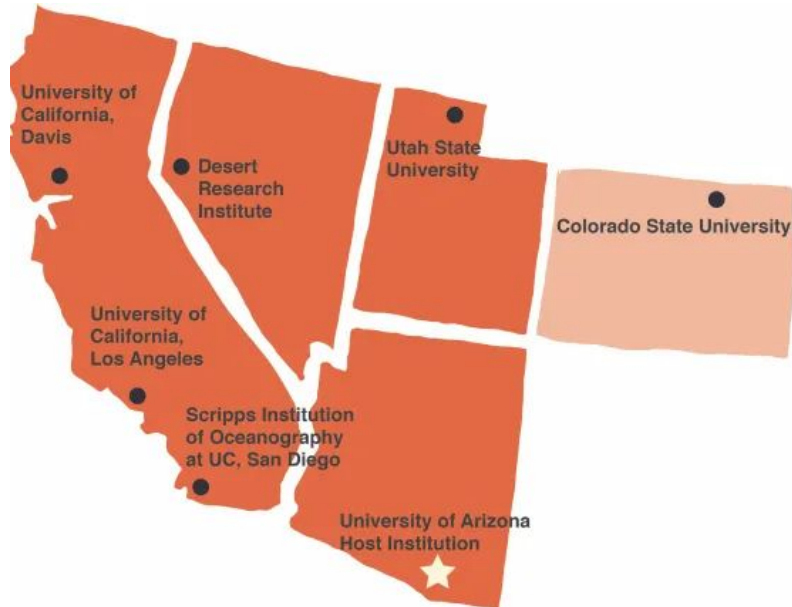 University of
California,
Davis
Desert
Research
Institute
Utah State
University
Colorado State University
University of
California,
Los Angeles
Scripps Institution
of Oceanography
at UC, San Diego
University of Arizona
Host Institution